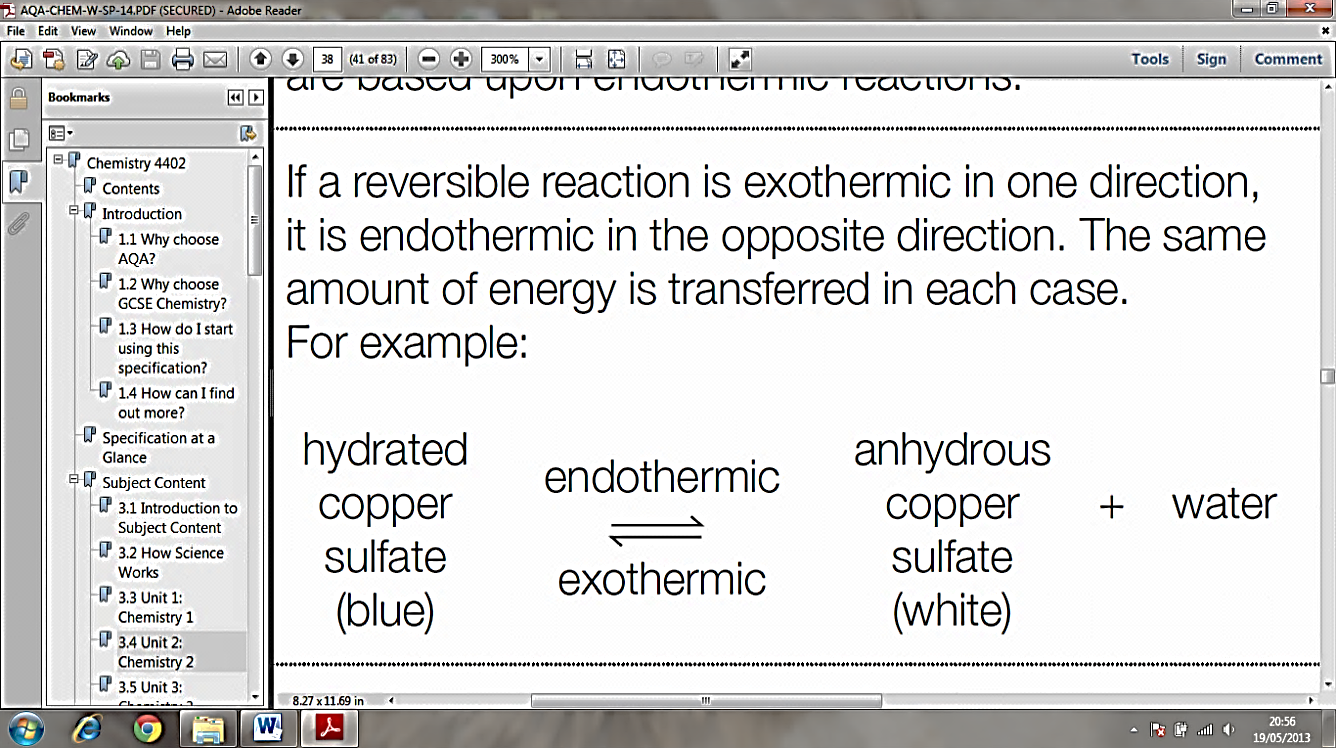 AQA-CHEM-W-SP-14.PDF (SECURED) - Adobe Reader
File Edit View Window Help
38 (41 of 83) 300% Tools Sign Comment
Bookmarks
Chemistry 4402
Contents
Introduction
1.1 Why choose
AQA?
1.2 Why choose
GCSE Chemistry?
1.3 How do I start
using this
specification?
1.4 How can I find
out more?
Specification at a
Glance
Subject Content
3.1 Introduction to
Subject Content
3.2 How Science
Works
3.3 Unit 1:
Chemistry 1
3.4 Unit 2:
Chemistry 2
3.5 Unit 3:
are based upon endothermic reactions.
If a reversible reaction is exothermic in one direction,
it is endothermic in the opposite direction. The same
amount of energy is transferred in each case.
For example:
hydrated
copper
sulfate
(blue)
endothermic
⇌
exothermic
anhydrous
copper
sulfate
(white)
+ water
8.27 x 11.69 in
20:56
19/05/2013